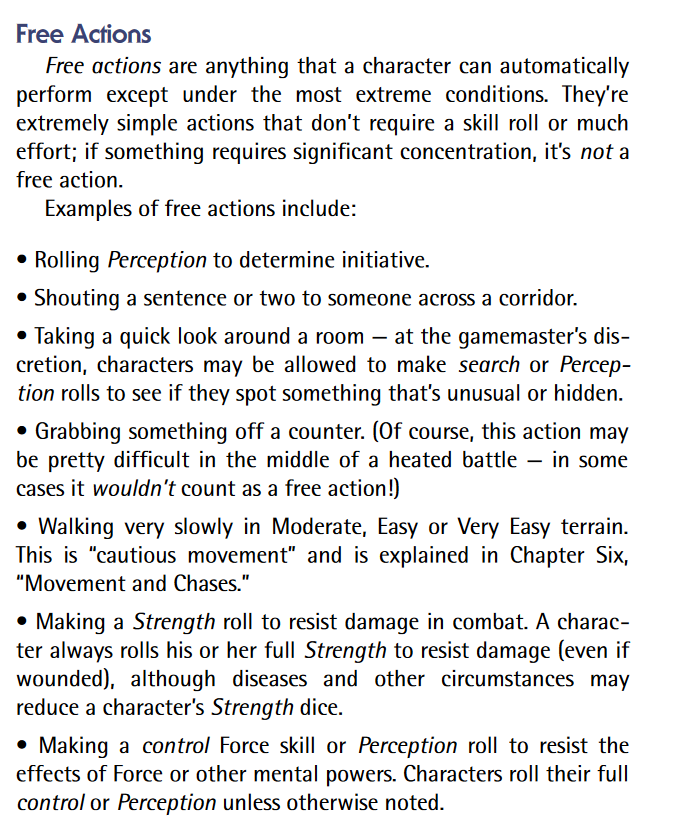 Free Actions
Free actions are anything that a character can automatically
perform except under the most extreme conditions. They’re
extremely simple actions that don’t require a skill roll or much
effort; if something requires significant concentration, it’s not a
free action.
Examples of free actions include:
• Rolling Perception to determine initiative.
• Shouting a sentence or two to someone across a corridor.
• Taking a quick look around a room — at the gamemaster’s dis-
cretion, characters may be allowed to make search or Percep-
tion rolls to see if they spot something that’s unusual or hidden.
• Grabbing something off a counter. (Of course, this action may
be pretty difficult in the middle of a heated battle — in some
cases it wouldn’t count as a free action!)
• Walking very slowly in Moderate, Easy or Very Easy terrain.
This is “cautious movement” and is explained in Chapter Six,
“Movement and Chases.”
• Making a Strength roll to resist damage in combat. A charac-
ter always rolls his or her full Strength to resist damage (even if
wounded), although diseases and other circumstances may
reduce a character’s Strength dice.
• Making a control Force skill or Perception roll to resist the
effects of Force or other mental powers. Characters roll their full
control or Perception unless otherwise noted.